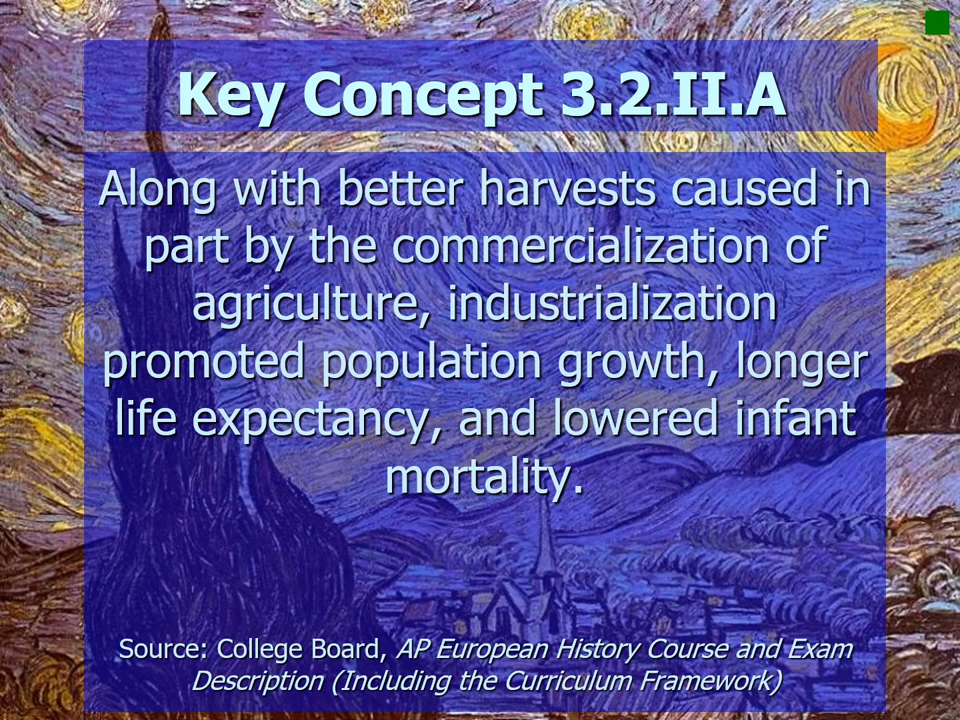 Key Concept 3.2.II.A
Along with better harvests caused in
part by the commercialization of
agriculture, industrialization
promoted population growth, longer
life expectancy, and lowered infant
mortality.
Source: College Board, AP European History Course and Exam
Description (Including the Curriculum Framework)